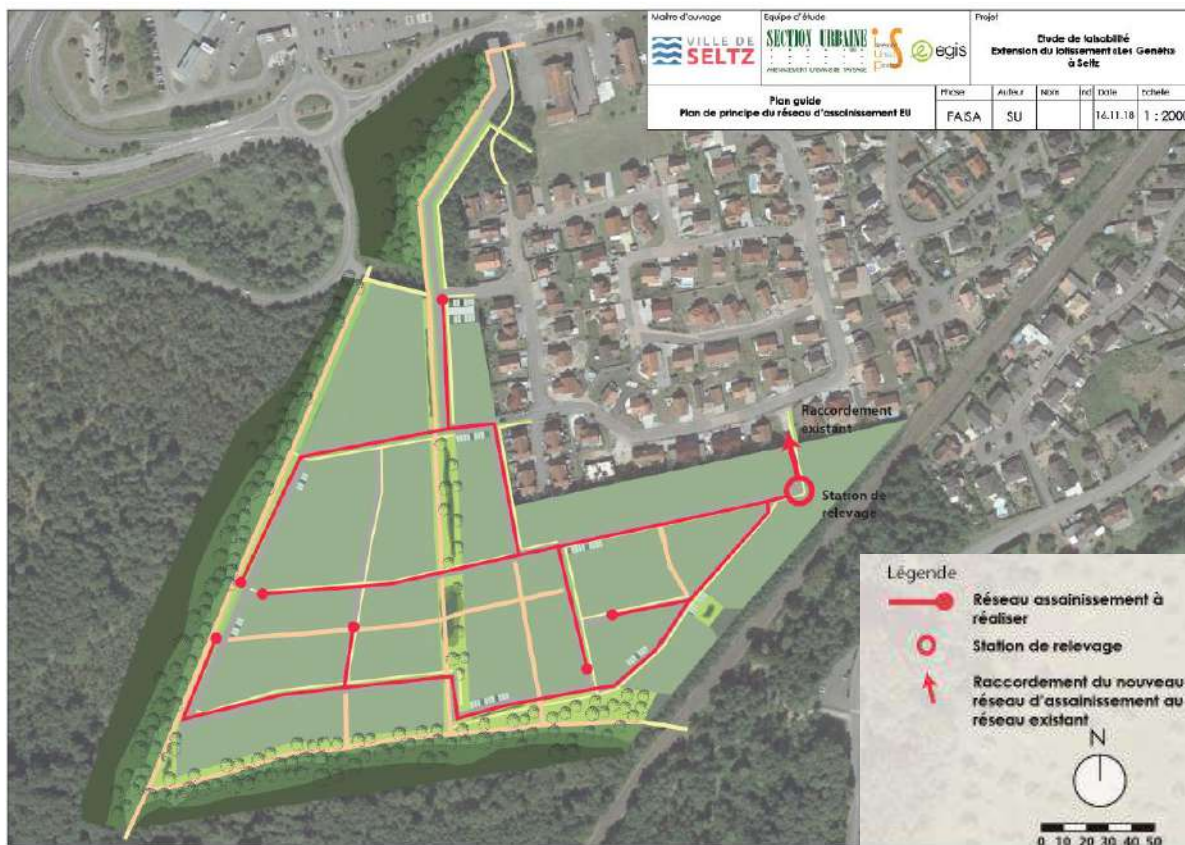 Maître d'ouvrage
VILLE DE
SELTZ
Equipe d'étude
SECTION URBAINE
egis
Projet
Etude de faisabilité
Extension du lotissement «Les Genêts»
à Seltz
Plan guide
Plan de principe du réseau d'assainissement EU
Phase
Auteur
Nom
Ind
Date
Echelle
FAISA
SU
16.11.18
1 : 2000
Raccordement
existant
Station de
relevage
Légende
Réseau assainissement à
réaliser
Station de relevage
Raccordement du nouveau
réseau d'assainissement au
réseau existant
N
0 10 20 30 40 50